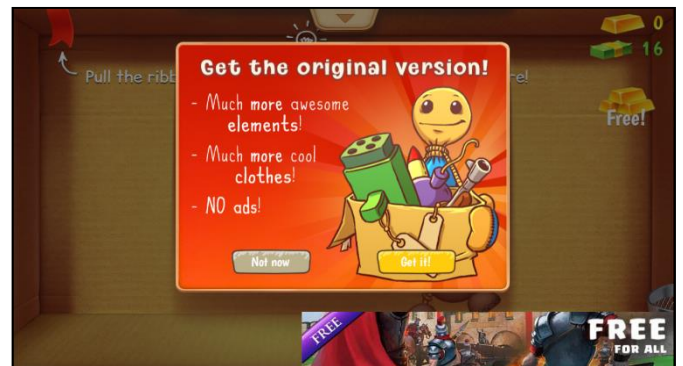 0
16
Pull the ribb
re!
Free!
Get the original version!
- Much more awesome
elements!
- Much more cool
clothes!
- NO ads!
Not now
Get it!
FREE
FREE
FOR ALL